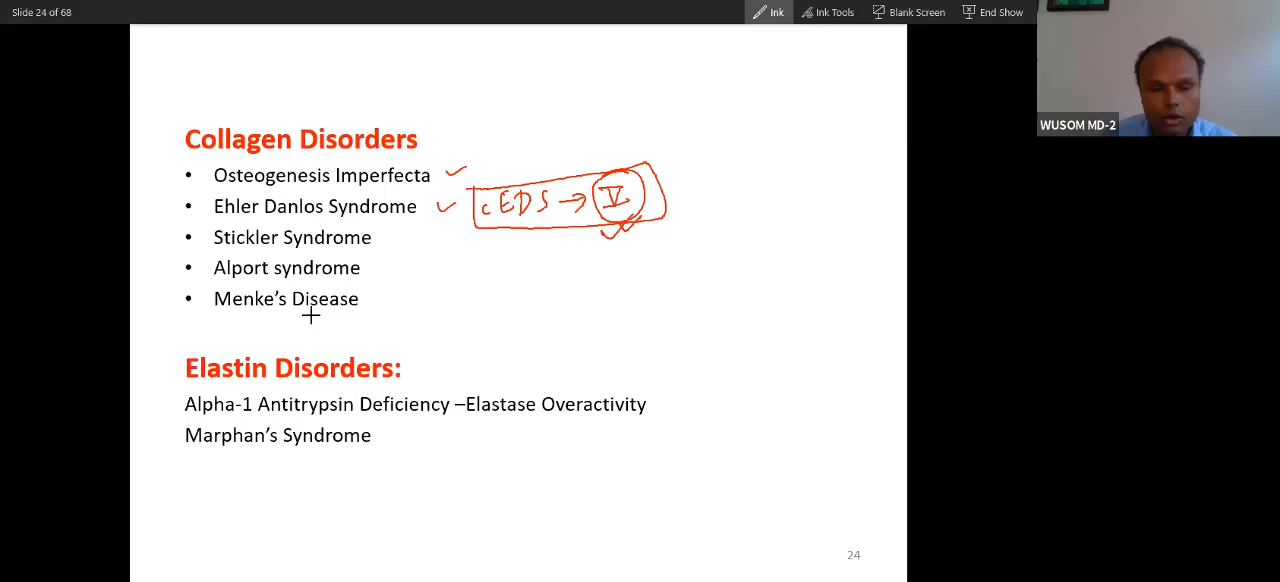 Slide 24 of 68
Ink
Ink Tools
Blank Screen
End Show
WUSOM MD-2
Collagen Disorders
• Osteogenesis Imperfecta
• Ehler Danlos Syndrome
cEDS → V
• Stickler Syndrome
• Alport syndrome
• Menke's Disease
Elastin Disorders:
Alpha-1 Antitrypsin Deficiency –Elastase Overactivity
Marphan's Syndrome
24